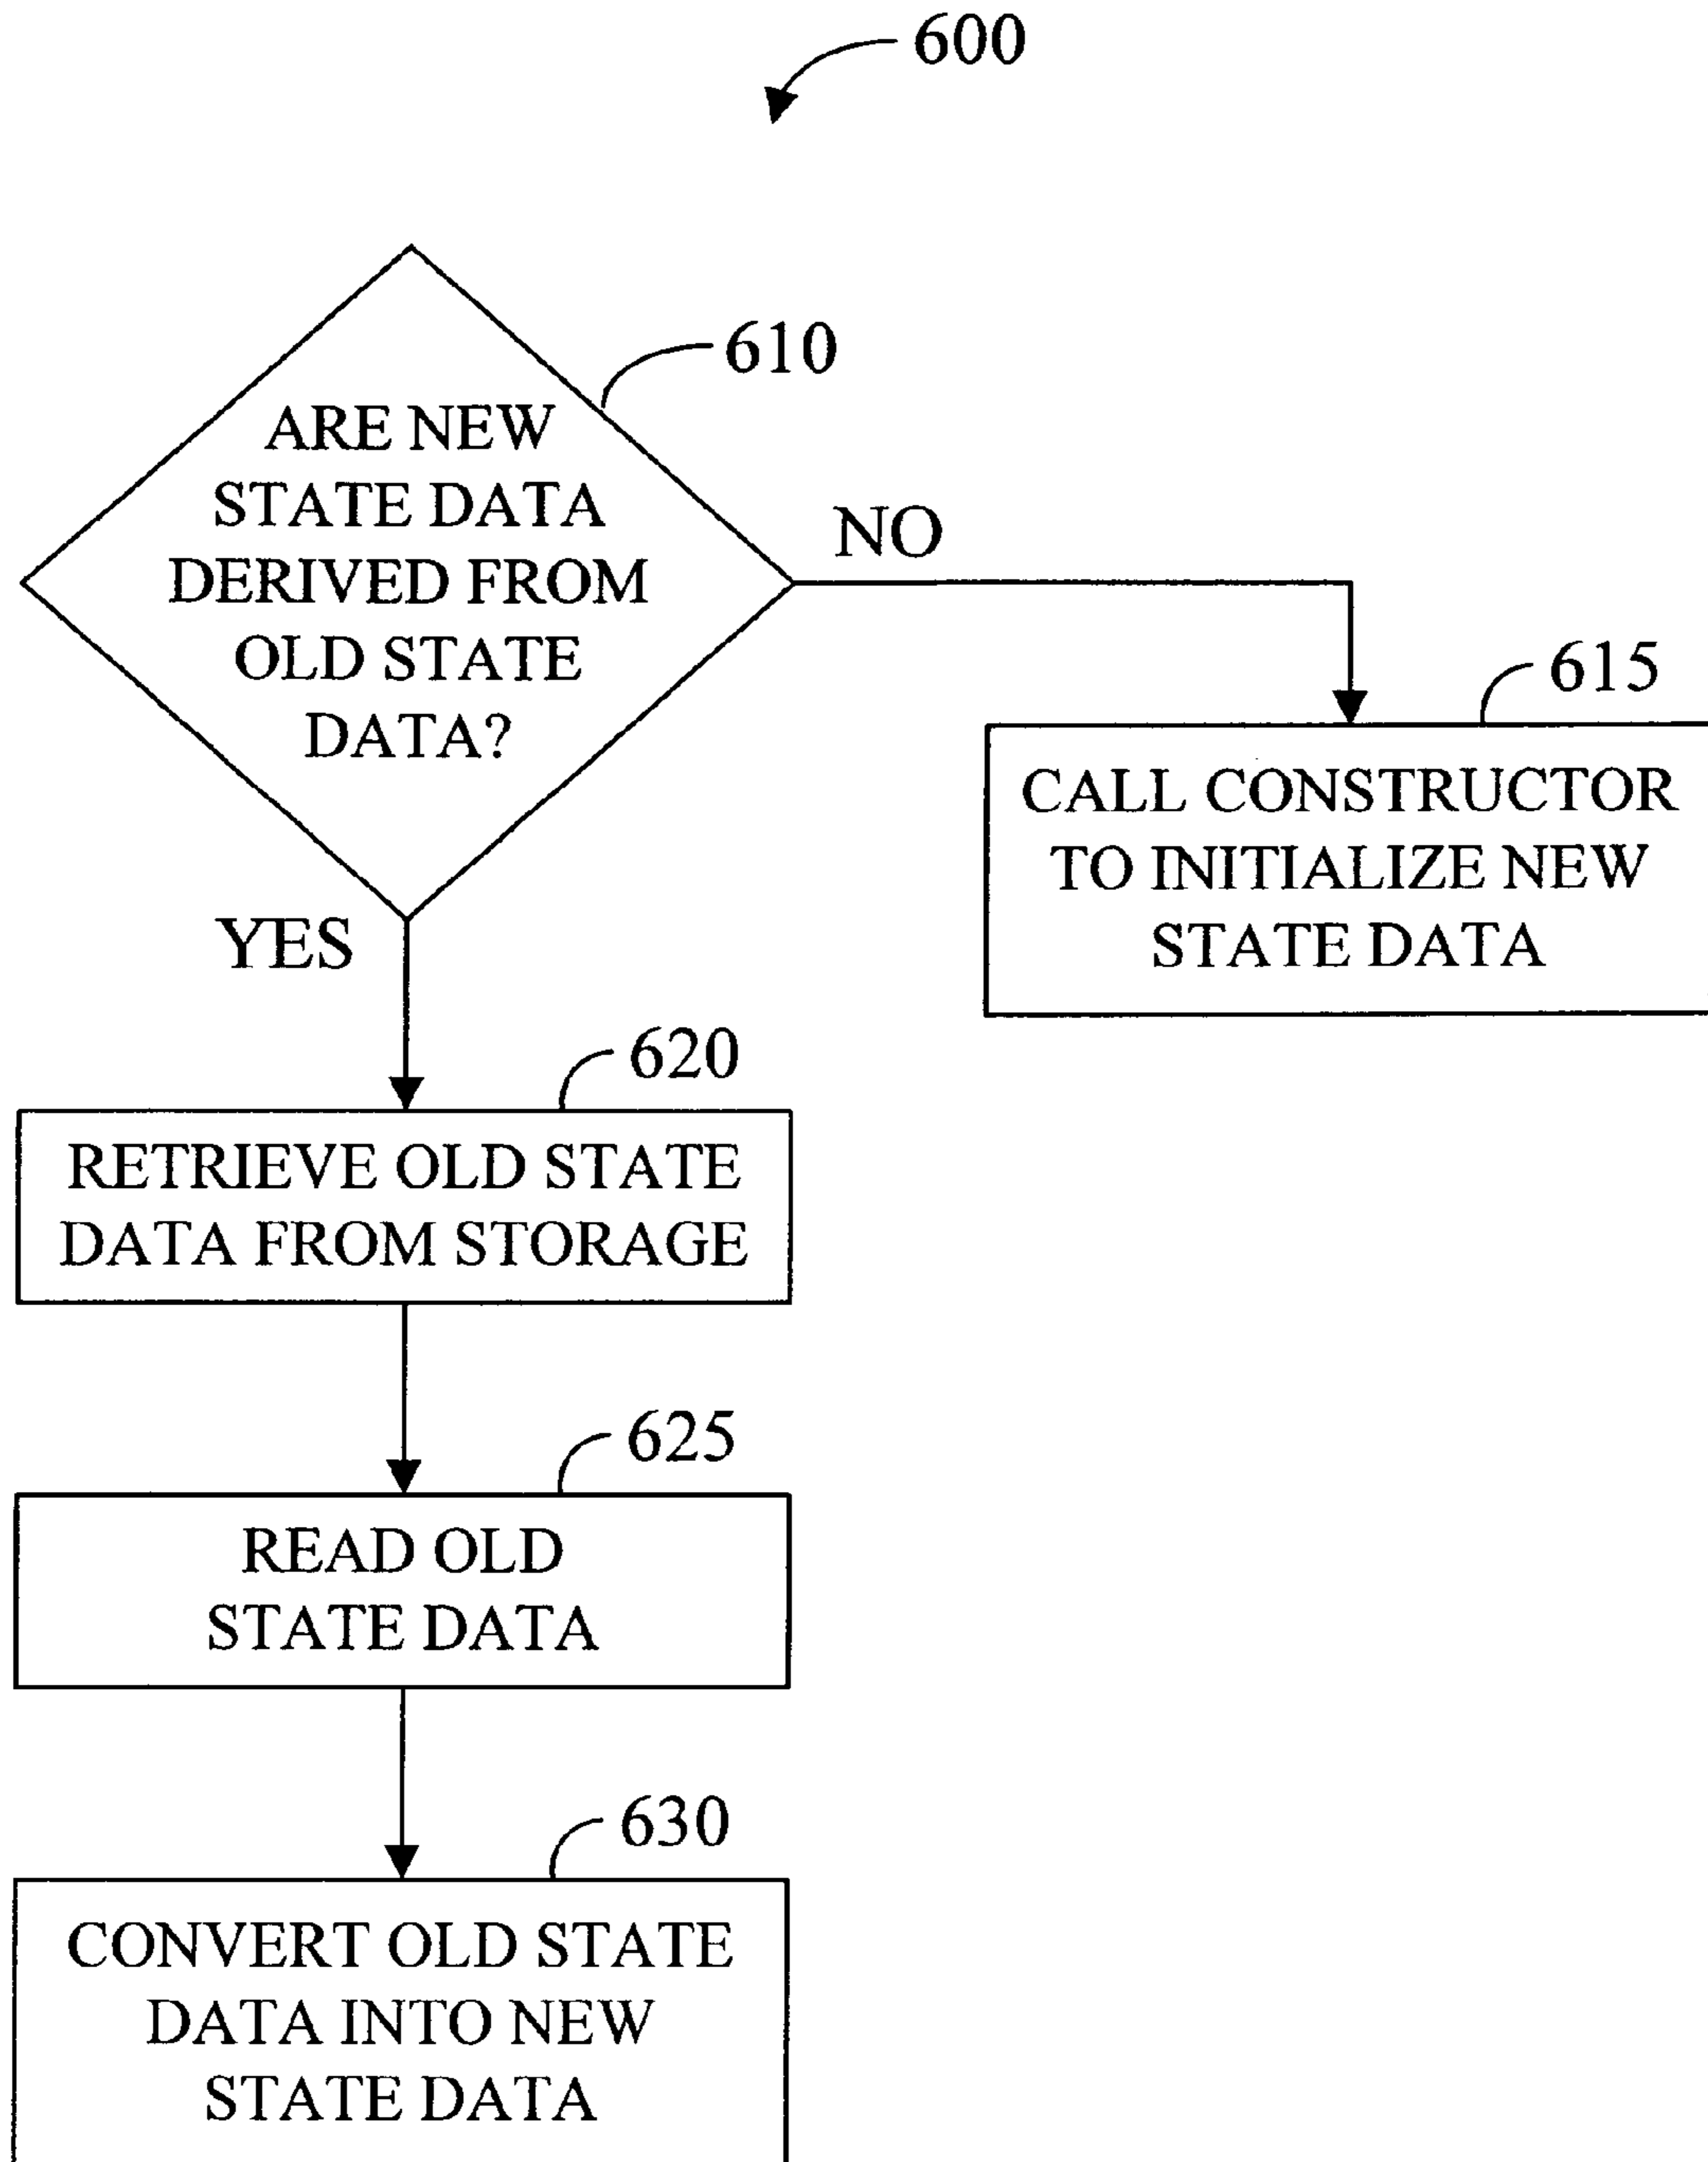 600
610
ARE NEW
STATE DATA
DERIVED FROM
OLD STATE
DATA?
NO
615
CALL CONSTRUCTOR
TO INITIALIZE NEW
STATE DATA
YES
620
RETRIEVE OLD STATE
DATA FROM STORAGE
625
READ OLD
STATE DATA
630
CONVERT OLD STATE
DATA INTO NEW
STATE DATA